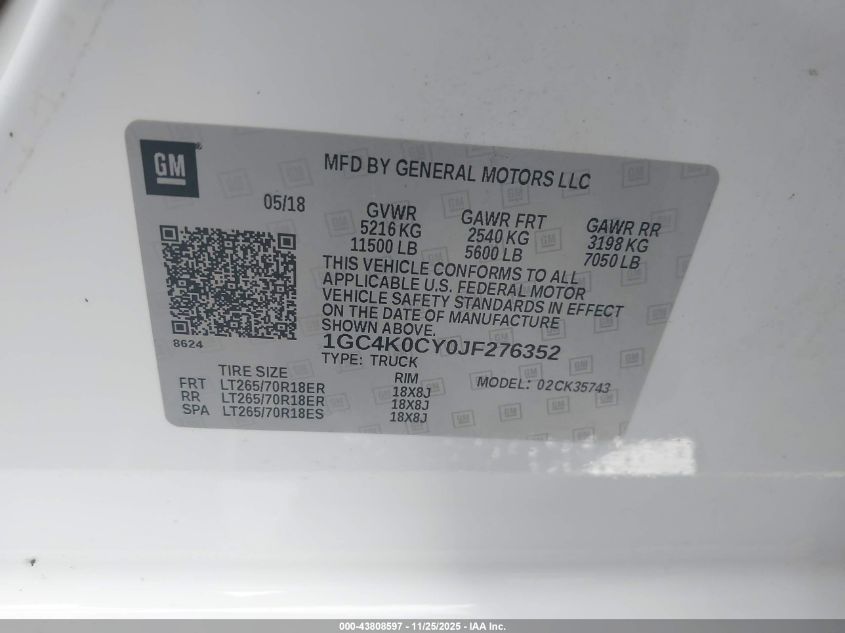 GM
MFD BY GENERAL MOTORS LLC
05/18
GVWR
5216 KG
11500 LB
GAWR FRT
2540 KG
5600 LB
GAWR RR
3198 KG
7050 LB
THIS VEHICLE CONFORMS TO ALL
APPLICABLE U.S. FEDERAL MOTOR
VEHICLE SAFETY STANDARDS IN EFFECT
ON THE DATE OF MANUFACTURE
SHOWN ABOVE.
8624
1GC4K0CY0JF276352
TYPE: TRUCK
MODEL: 02CK35743
TIRE SIZE RIM
FRT LT265/70R18ER 18X8J
RR LT265/70R18ER 18X8J
SPA LT265/70R18ES 18X8J
000-43808597 - 11/25/2025 - IAA Inc.